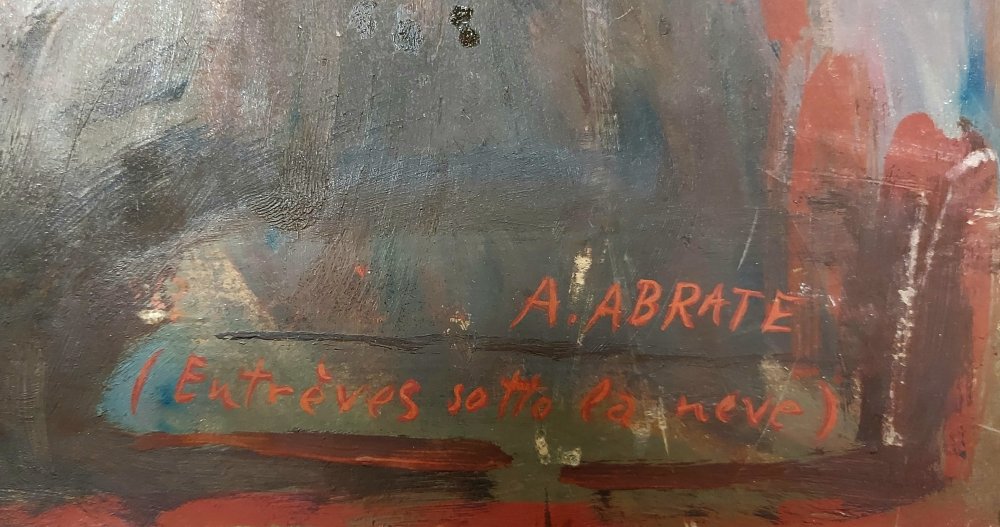 A. ABRATE
(Entrèves sotto la neve)